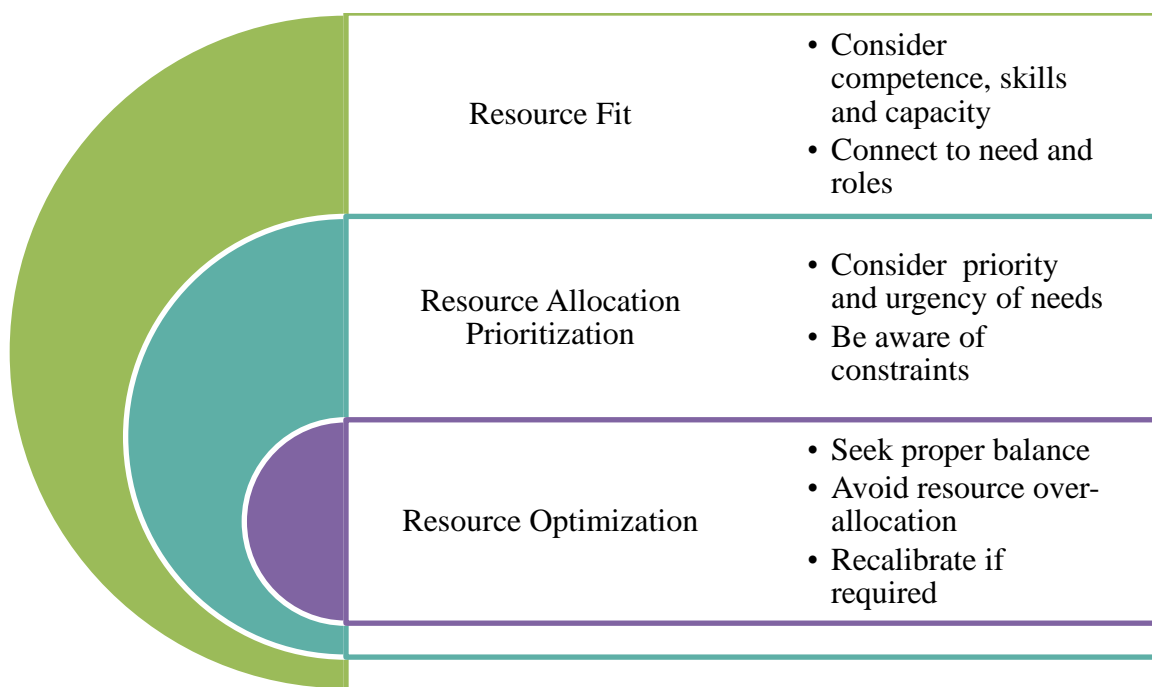 Resource Fit
• Consider
competence, skills
and capacity
• Connect to need and
roles
Resource Allocation
Prioritization
• Consider  priority
and urgency of needs
• Be aware of
constraints
Resource Optimization
• Seek proper balance
• Avoid resource over-
allocation
• Recalibrate if
required